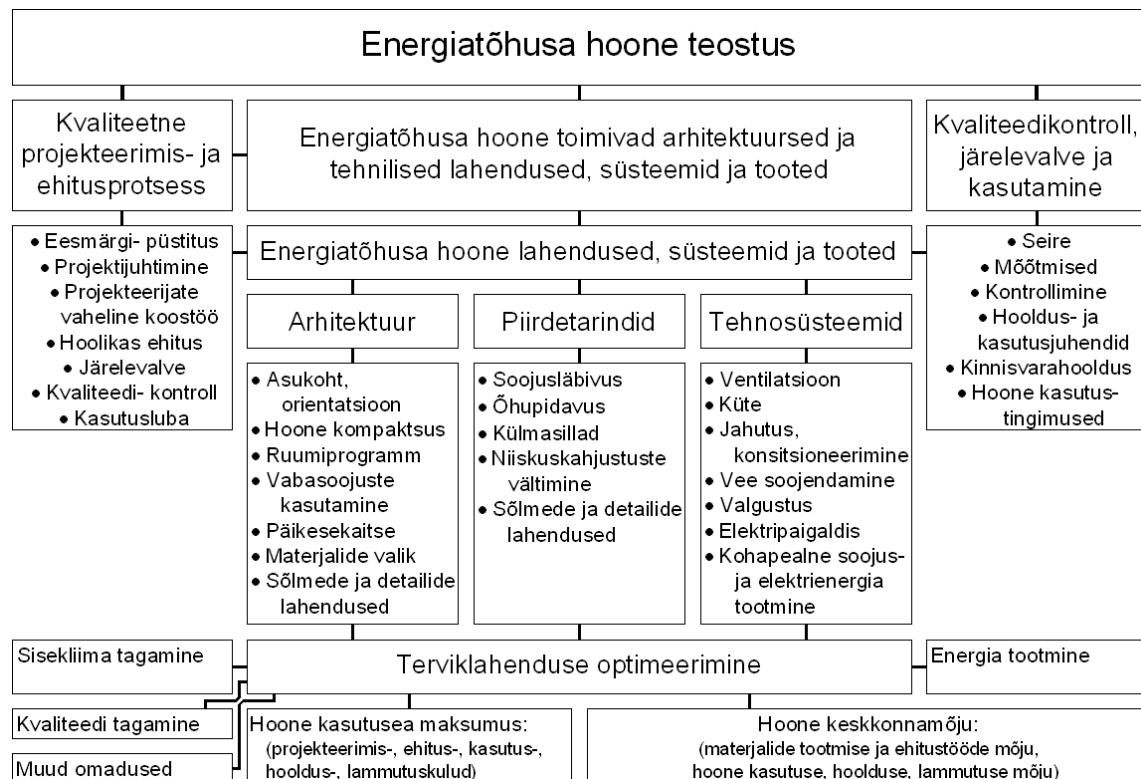 Energiatõhusa hoone teostus
Kvaliteetne
projekteerimis- ja
ehitusprotsess
Energiatõhusa hoone toimivad arhitektuursed ja
tehnilised lahendused, süsteemid ja tooted
Kvaliteedikontroll,
järelevalve ja
kasutamine
● Eesmärgi- püstitus
● Projektijuhtimine
● Projekteerijate
vaheline koostöö
● Hoolikas ehitus
● Järelevalve
● Kvaliteedi- kontroll
● Kasutusluba
Energiatõhusa hoone lahendused, süsteemid ja tooted
● Seire
● Mõõtmised
● Kontrollimine
● Hooldus- ja
kasutusjuhendid
● Kinnisvarahooldus
● Hoone kasutus-
tingimused
Arhitektuur
● Asukoht,
orientatsioon
● Hoone kompaktsus
● Ruumiprogramm
● Vabasoojuste
kasutamine
● Päikesekaitse
● Materjalide valik
● Sõlmede ja detailide
lahendused
Piirdetarindid
● Soojusläbivus
● Õhupidavus
● Külmasillad
● Niiskuskahjustuste
vältimine
● Sõlmede ja detailide
lahendused
Tehnosüsteemid
● Ventilatsioon
● Küte
● Jahutus,
konsitsioneerimine
● Vee soojendamine
● Valgustus
● Elektripaigaldis
● Kohapealne soojus-
ja elektrienergia
tootmine
Sisekliima tagamine
Terviklahenduse optimeerimine
Energia tootmine
Kvaliteedi tagamine
Muud omadused
Hoone kasutusea maksumus:
(projekteerimis-, ehitus-, kasutus-,
hooldus-, lammutuskulud)
Hoone keskkonnamõju:
(materjalide tootmise ja ehitustööde mõju,
hoone kasutuse, hoolduse, lammutuse mõju)